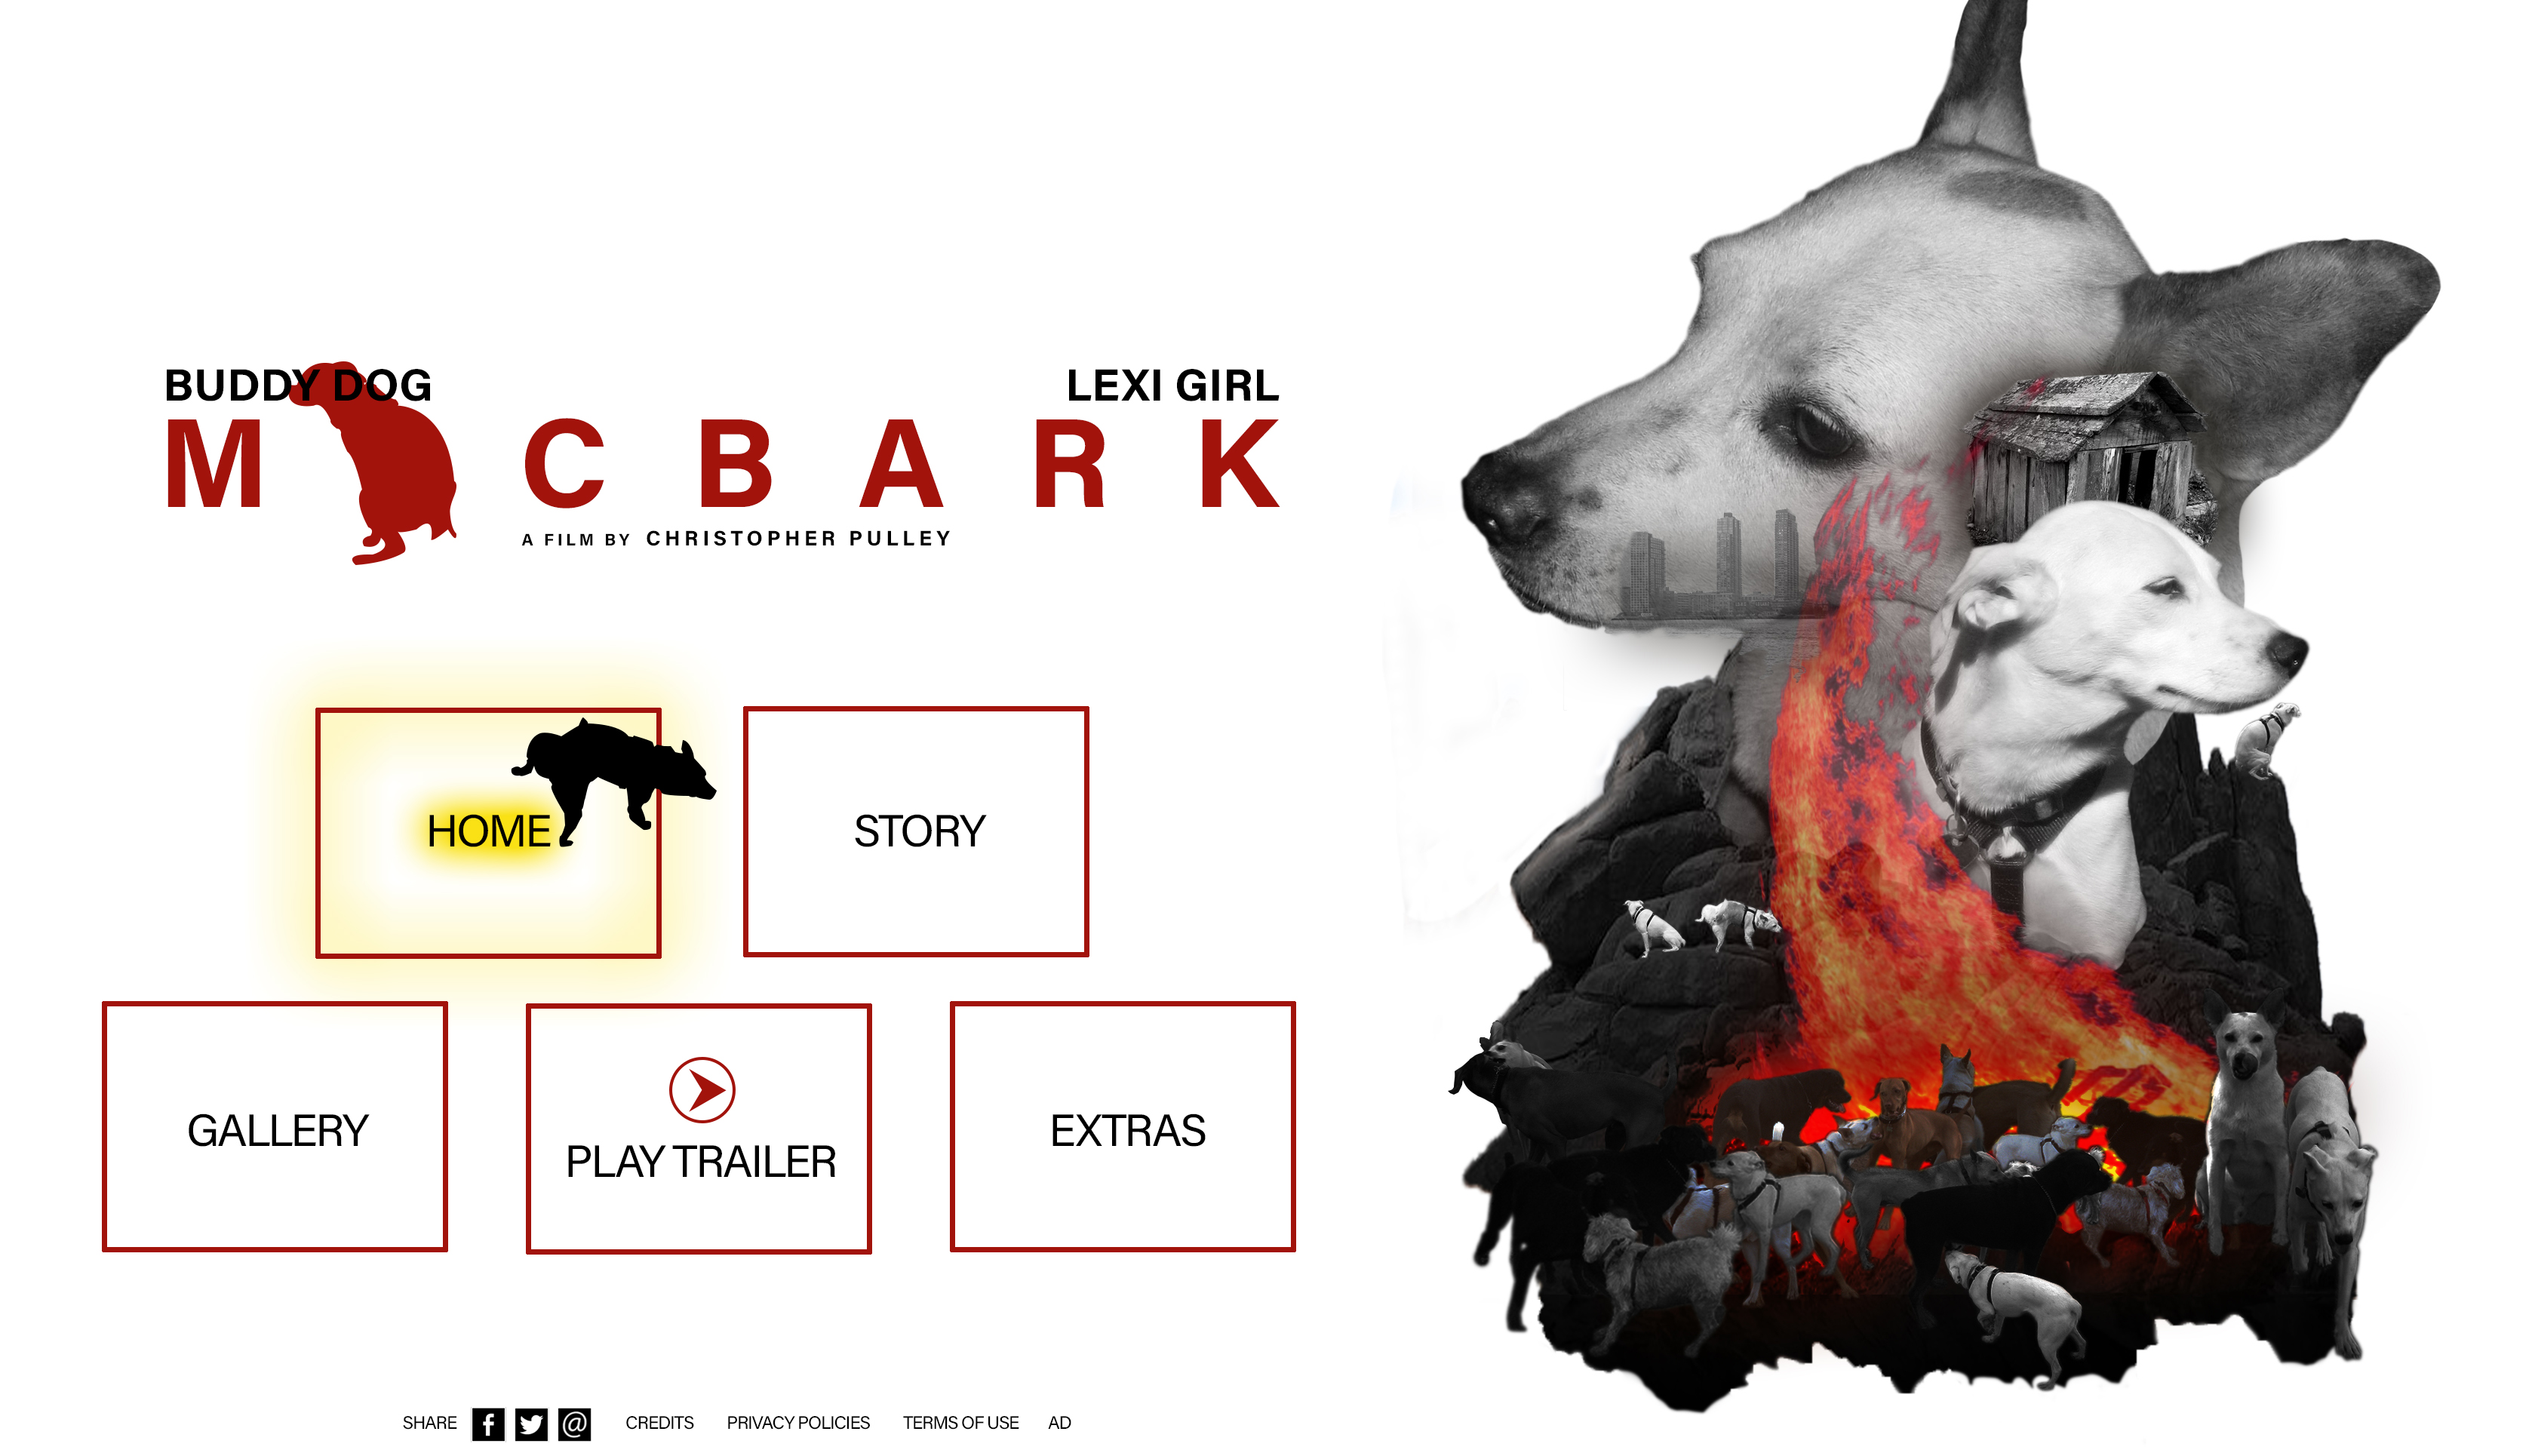 BUDDY DOG
LEXI GIRL
M CBARK
A FILM BY CHRISTOPHER PULLEY
HOME
STORY
GALLERY
PLAY TRAILER
EXTRAS
SHARE f @ CREDITS PRIVACY POLICIES TERMS OF USE AD